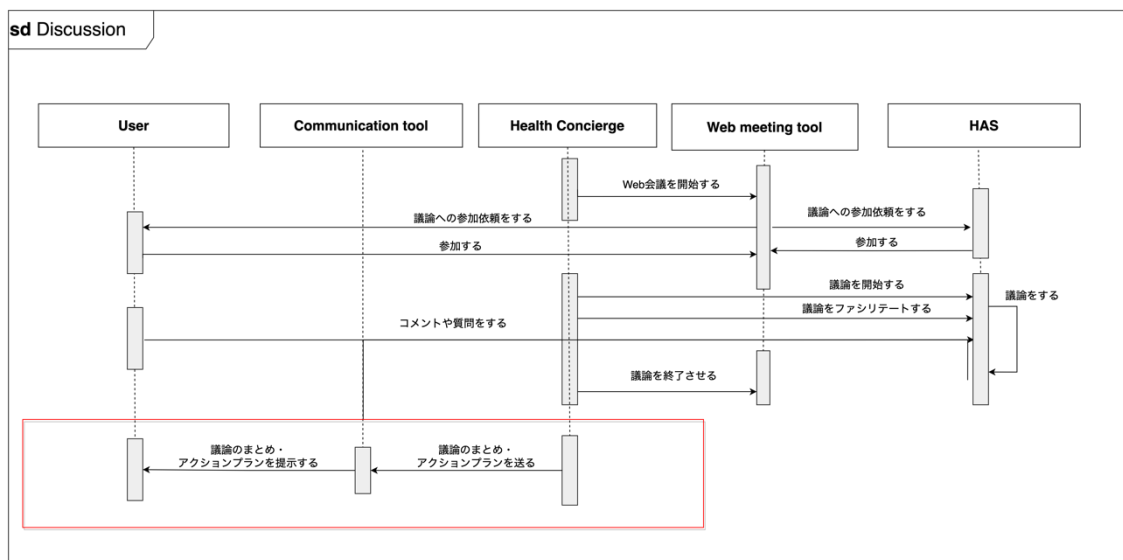 sd Discussion
User
Communication tool
Health Concierge
Web meeting tool
HAS
Web会議を開始する
議論への参加依頼をする
議論への参加依頼をする
参加する
参加する
議論を開始する
議論をする
議論をファシリテートする
コメントや質問をする
議論を終了させる
議論のまとめ・
アクションプランを提示する
議論のまとめ・
アクションプランを送る